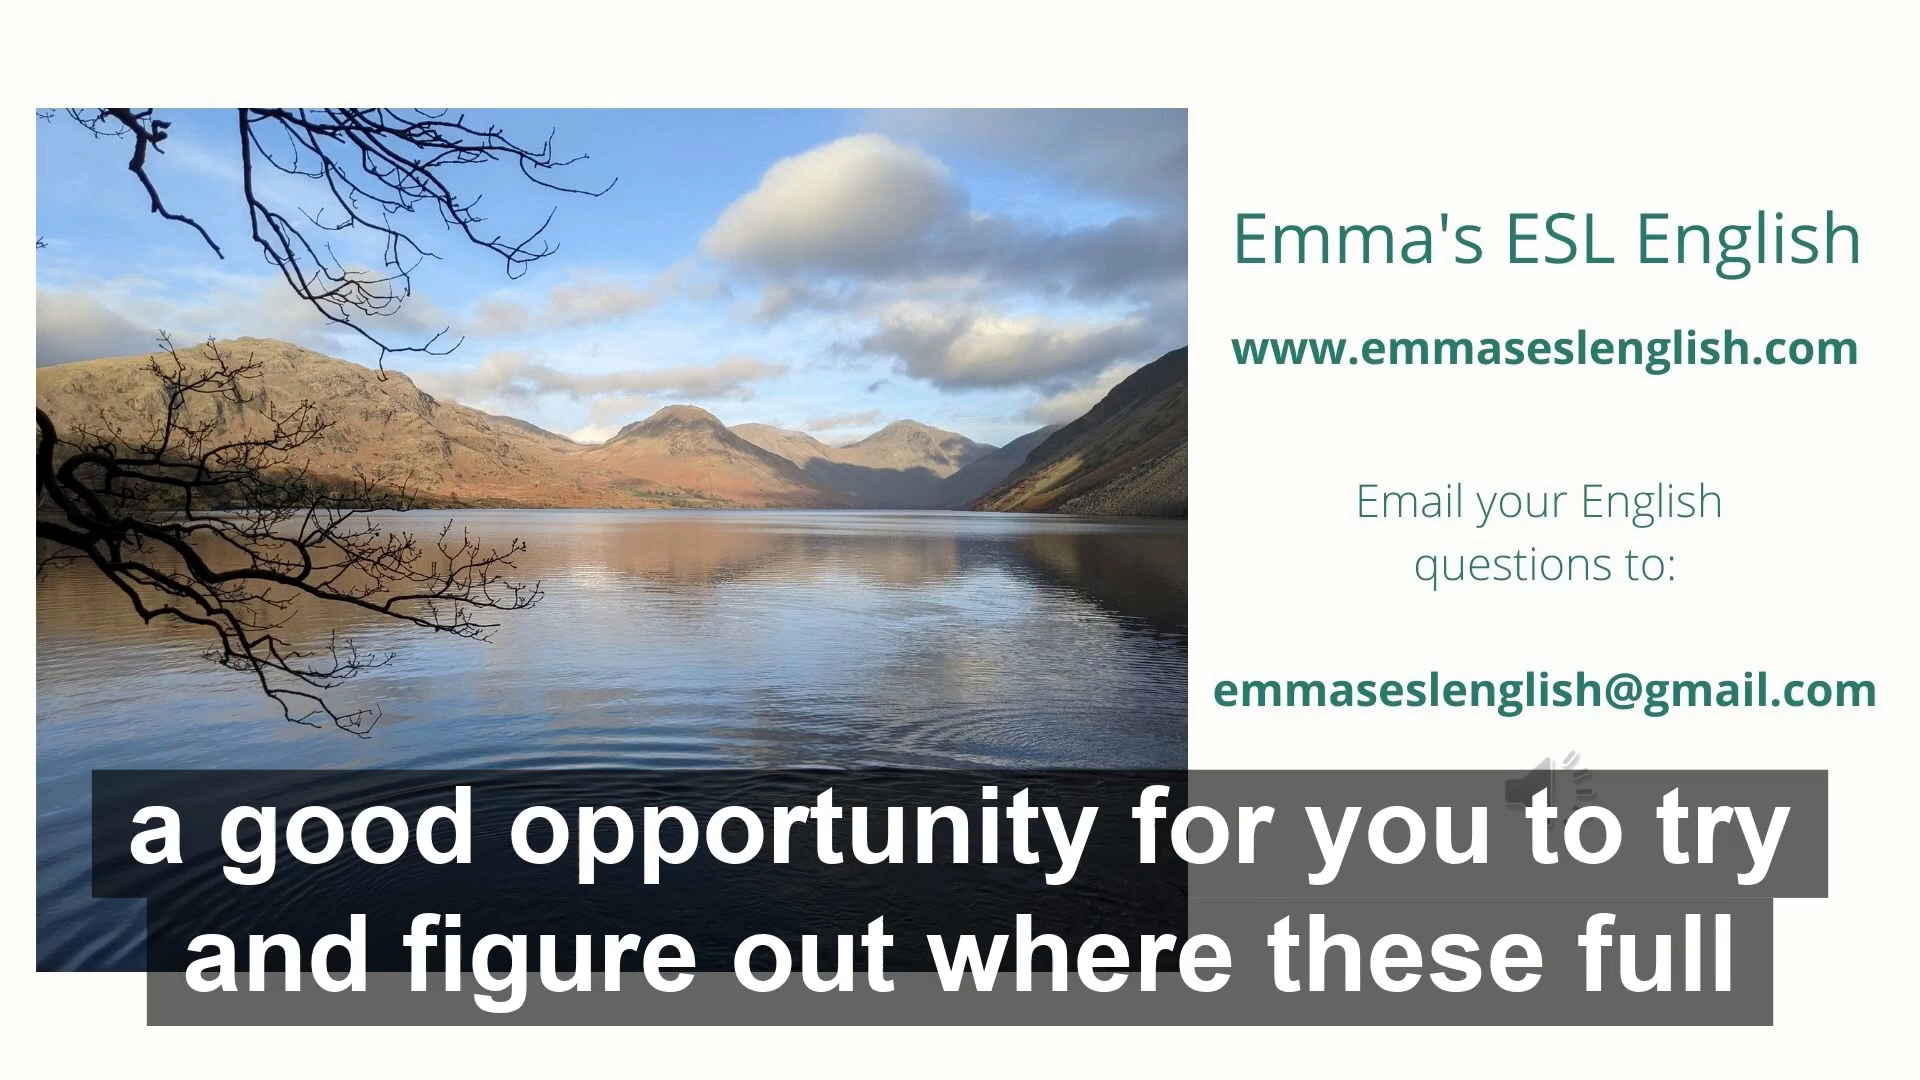 Emma's ESL English
www.emmaseslenglish.com
Email your English
questions to:
emmaseslenglish@gmail.com
a good opportunity for you to try
and figure out where these full